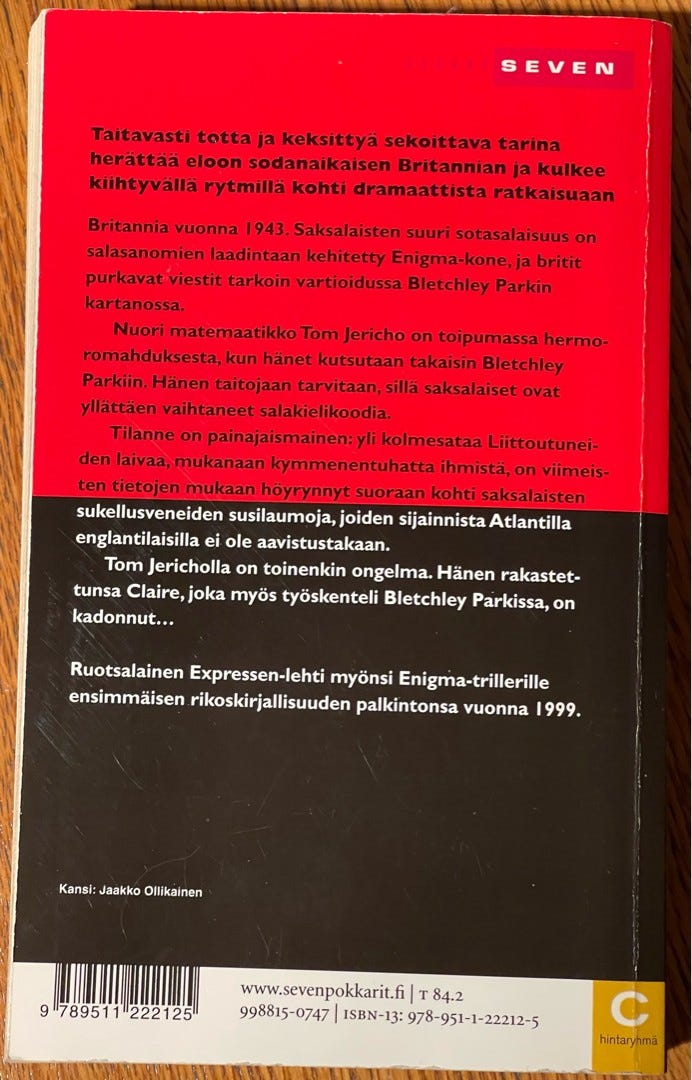 SEVEN
Taitavasti totta ja keksittyä sekoittava tarina
herättää eloon sodanaikaisen Britannian ja kulkee
kiihtyvällä rytmillä kohti dramaattista ratkaisuaan
Britannia vuonna 1943. Saksalaisten suuri sotasalaisuus on
salasanomien laadintaan kehitetty Enigma-kone, ja britit
purkavat viestit tarkoin vartioidussa Bletchley Parkin
kartanossa.
Nuori matemaatikko Tom Jericho on toipumassa hermo-
romahduksesta, kun hänet kutsutaan takaisin Bletchley
Parkiin. Hänen taitojaan tarvitaan, sillä saksalaiset ovat
yllättäen vaihtaneet salakielikoodia.
Tilanne on painajaismainen: yli kolmesataa Liittoutunei-
den laivaa, mukanaan kymmenentuhatta ihmistä, on viimeis-
ten tietojen mukaan höyrynnyt suoraan kohti saksalaisten
sukellusveneiden susilaumoja, joiden sijainnista Atlantilla
englantilaisilla ei ole aavistustakaan.
Tom Jericholla on toinenkin ongelma. Hänen rakastet-
tunsa Claire, joka myös työskenteli Bletchley Parkissa, on
kadonnut...
Ruotsalainen Expressen-lehti myönsi Enigma-trillerille
ensimmäisen rikoskirjallisuuden palkintonsa vuonna 1999.
Kansi: Jaakko Ollikainen
www.sevenpokkarit.fi | T 84.2
998815-0747 | ISBN-13: 978-951-1-22212-5
9 789511 222125
C
hintaryhmä